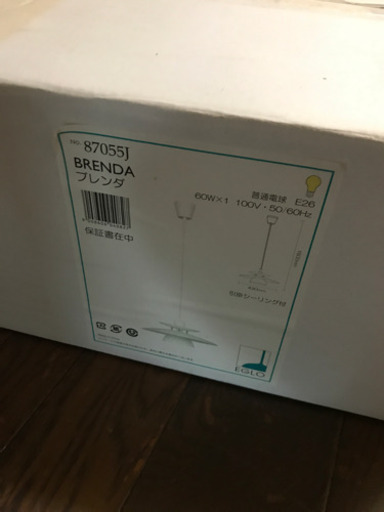 NO. 87055J
BRENDA
ブレンダ
保証書在中
普通電球 E26
60W×1 100V・50/60Hz
引掛シーリング付
EGLO